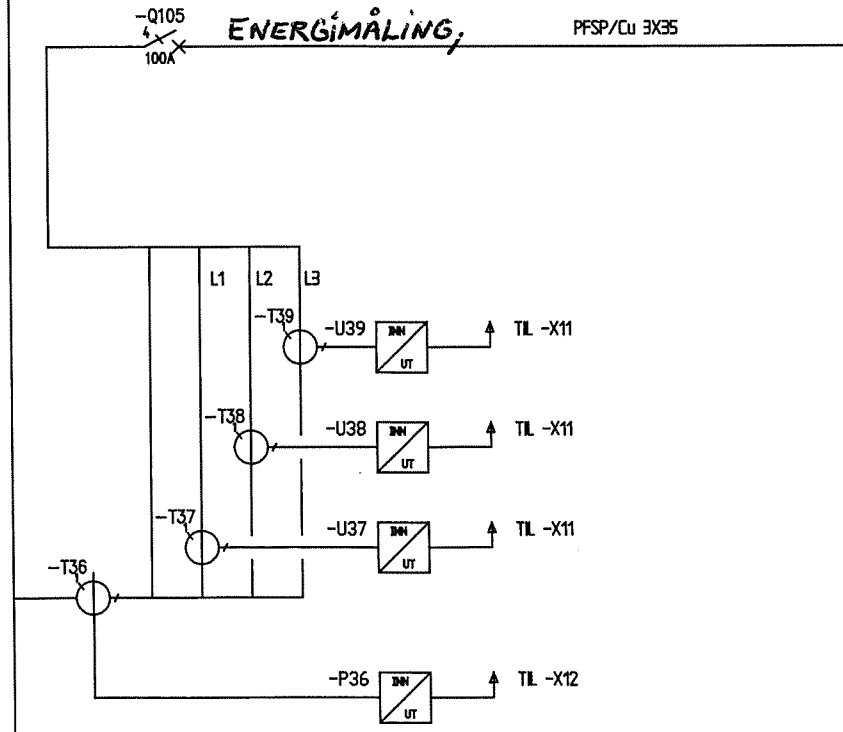 -Q105
ENERGIMÅLING,
PFSP/Cu 3X35
4
100A
L1
L2
L3
-T39
-U39
INN
UT
TIL -X11
-T38
-U38
INN
UT
TIL -X11
-T37
-U37
INN
UT
TIL -X11
-T36
-P36
INN
UT
TIL -X12